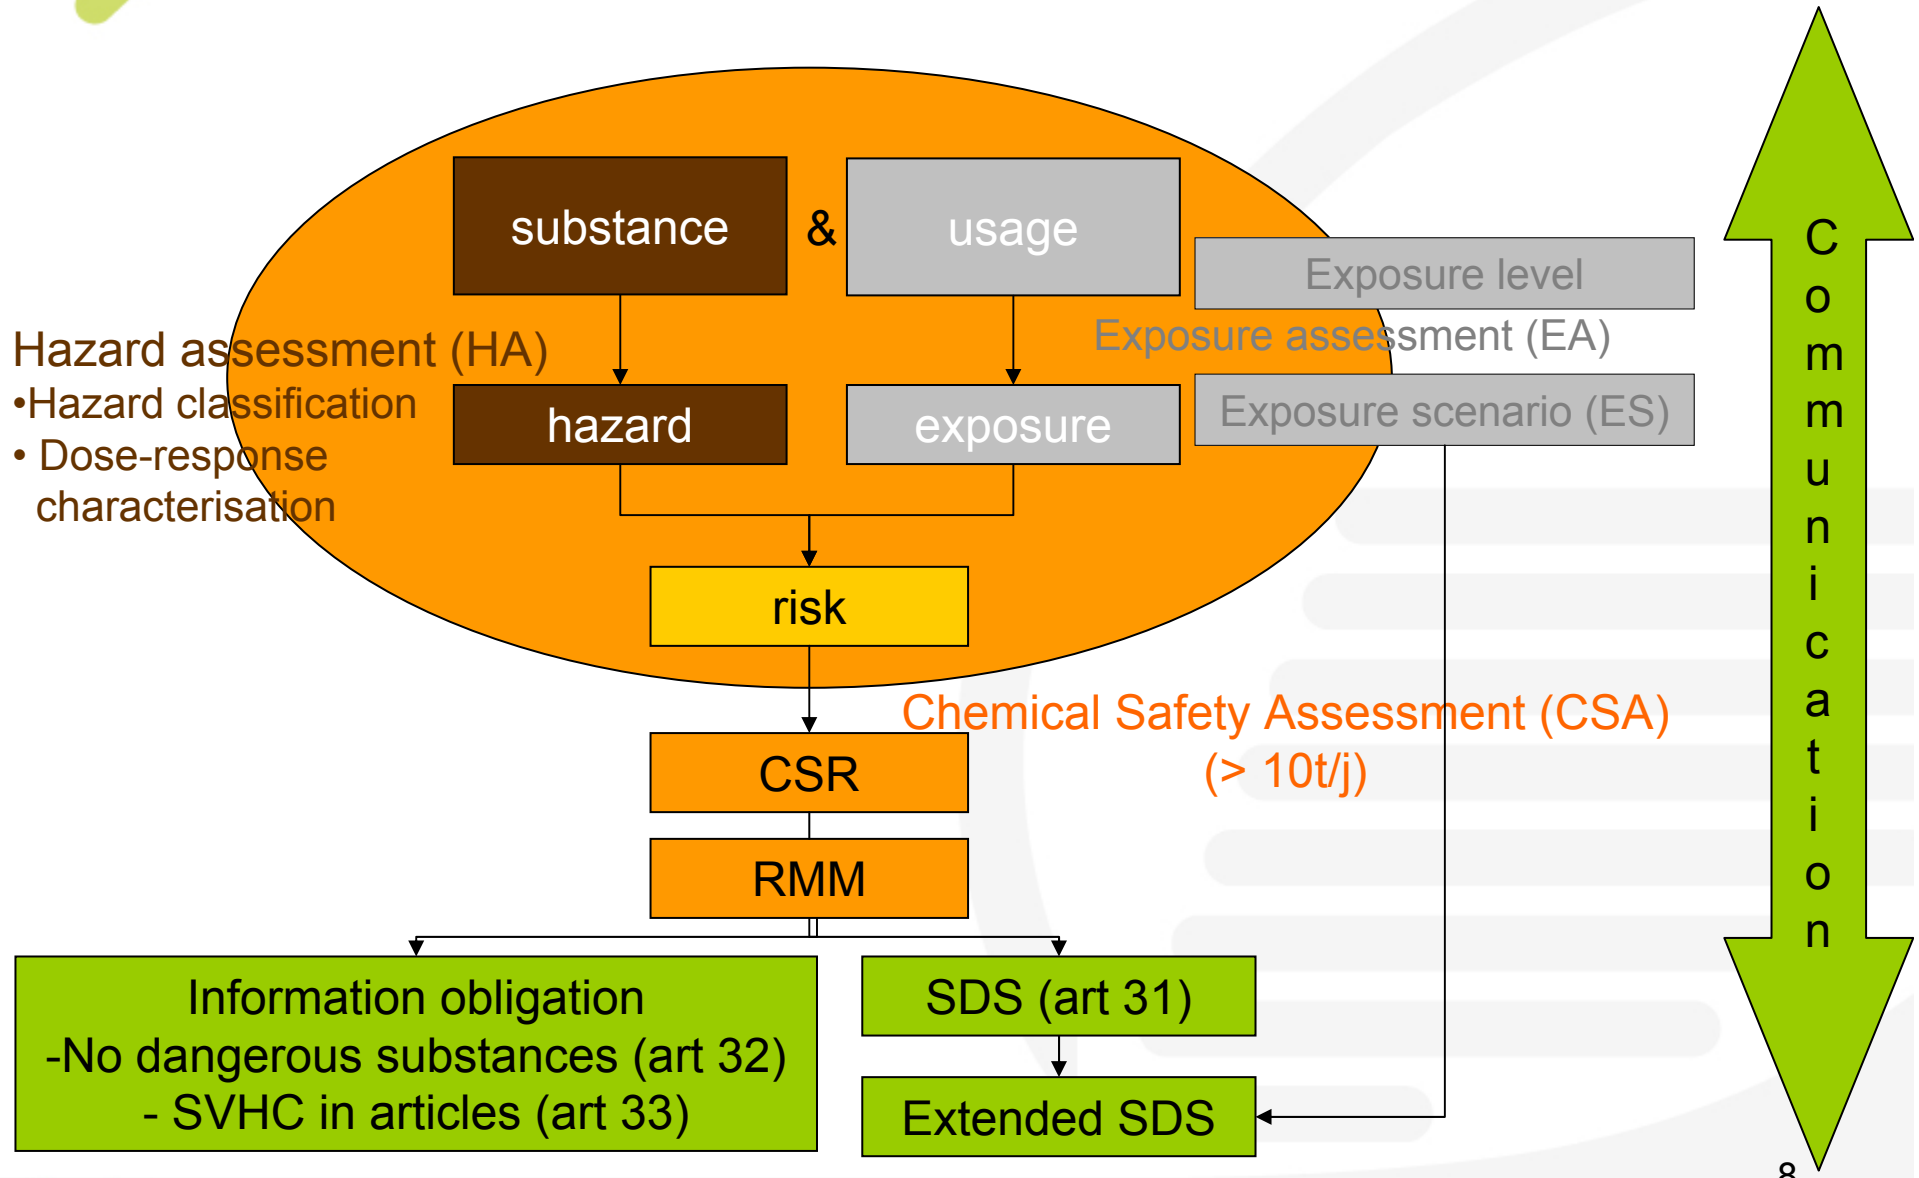 substance
&
usage
Exposure level
Hazard assessment (HA)
•Hazard classification
• Dose-response
characterisation
Exposure assessment (EA)
hazard
exposure
Exposure scenario (ES)
risk
Chemical Safety Assessment (CSA)
(> 10t/j)
CSR
RMM
Information obligation
-No dangerous substances (art 32)
- SVHC in articles (art 33)
SDS (art 31)
Extended SDS
C
o
m
m
u
n
i
c
a
t
i
o
n
8